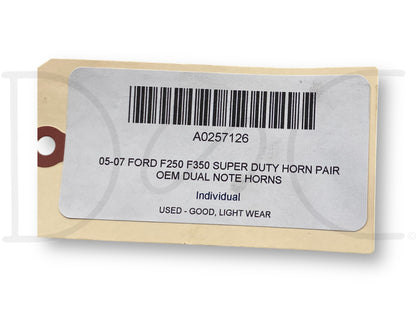 A0257126
05-07 FORD F250 F350 SUPER DUTY HORN PAIR
OEM DUAL NOTE HORNS
Individual
USED - GOOD, LIGHT WEAR